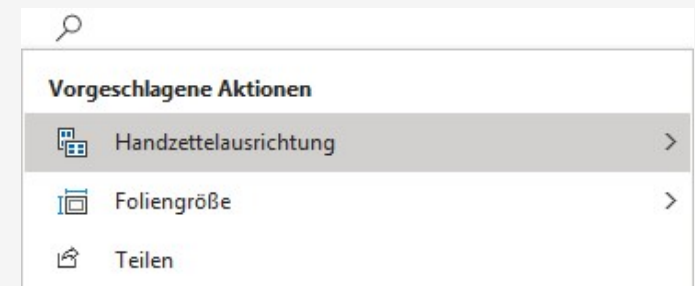 Vorgeschlagene Aktionen
Handzettelausrichtung
Foliengröße
Teilen